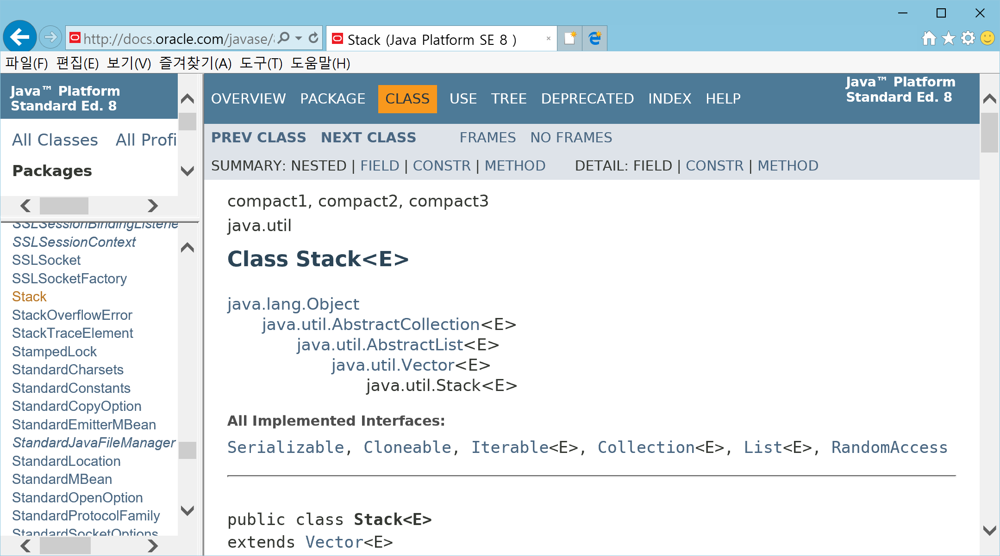 http://docs.oracle.com/javase/
Stack (Java Platform SE 8 )
파일(F) 편집(E) 보기(V) 즐겨찾기(A) 도구(T) 도움말(H)
Java™ Platform
Standard Ed. 8
All Classes All Profi
Packages
SSLSessionBindingListene
SSLSessionContext
SSLSocket
SSLSocketFactory
Stack
StackOverflowError
StackTraceElement
StampedLock
StandardCharsets
StandardConstants
StandardCopyOption
StandardEmitterMBean
StandardJavaFileManager
StandardLocation
StandardMBean
StandardOpenOption
StandardProtocolFamily
StandardSocketOptions
OVERVIEW PACKAGE CLASS USE TREE DEPRECATED INDEX HELP
Java™ Platform
Standard Ed. 8
PREV CLASS NEXT CLASS FRAMES NO FRAMES
SUMMARY: NESTED | FIELD | CONSTR | METHOD DETAIL: FIELD | CONSTR | METHOD
compact1, compact2, compact3
java.util
Class Stack<E>
java.lang.Object
java.util.AbstractCollection<E>
java.util.AbstractList<E>
java.util.Vector<E>
java.util.Stack<E>
All Implemented Interfaces:
Serializable, Cloneable, Iterable<E>, Collection<E>, List<E>, RandomAccess
public class Stack<E>
extends Vector<E>